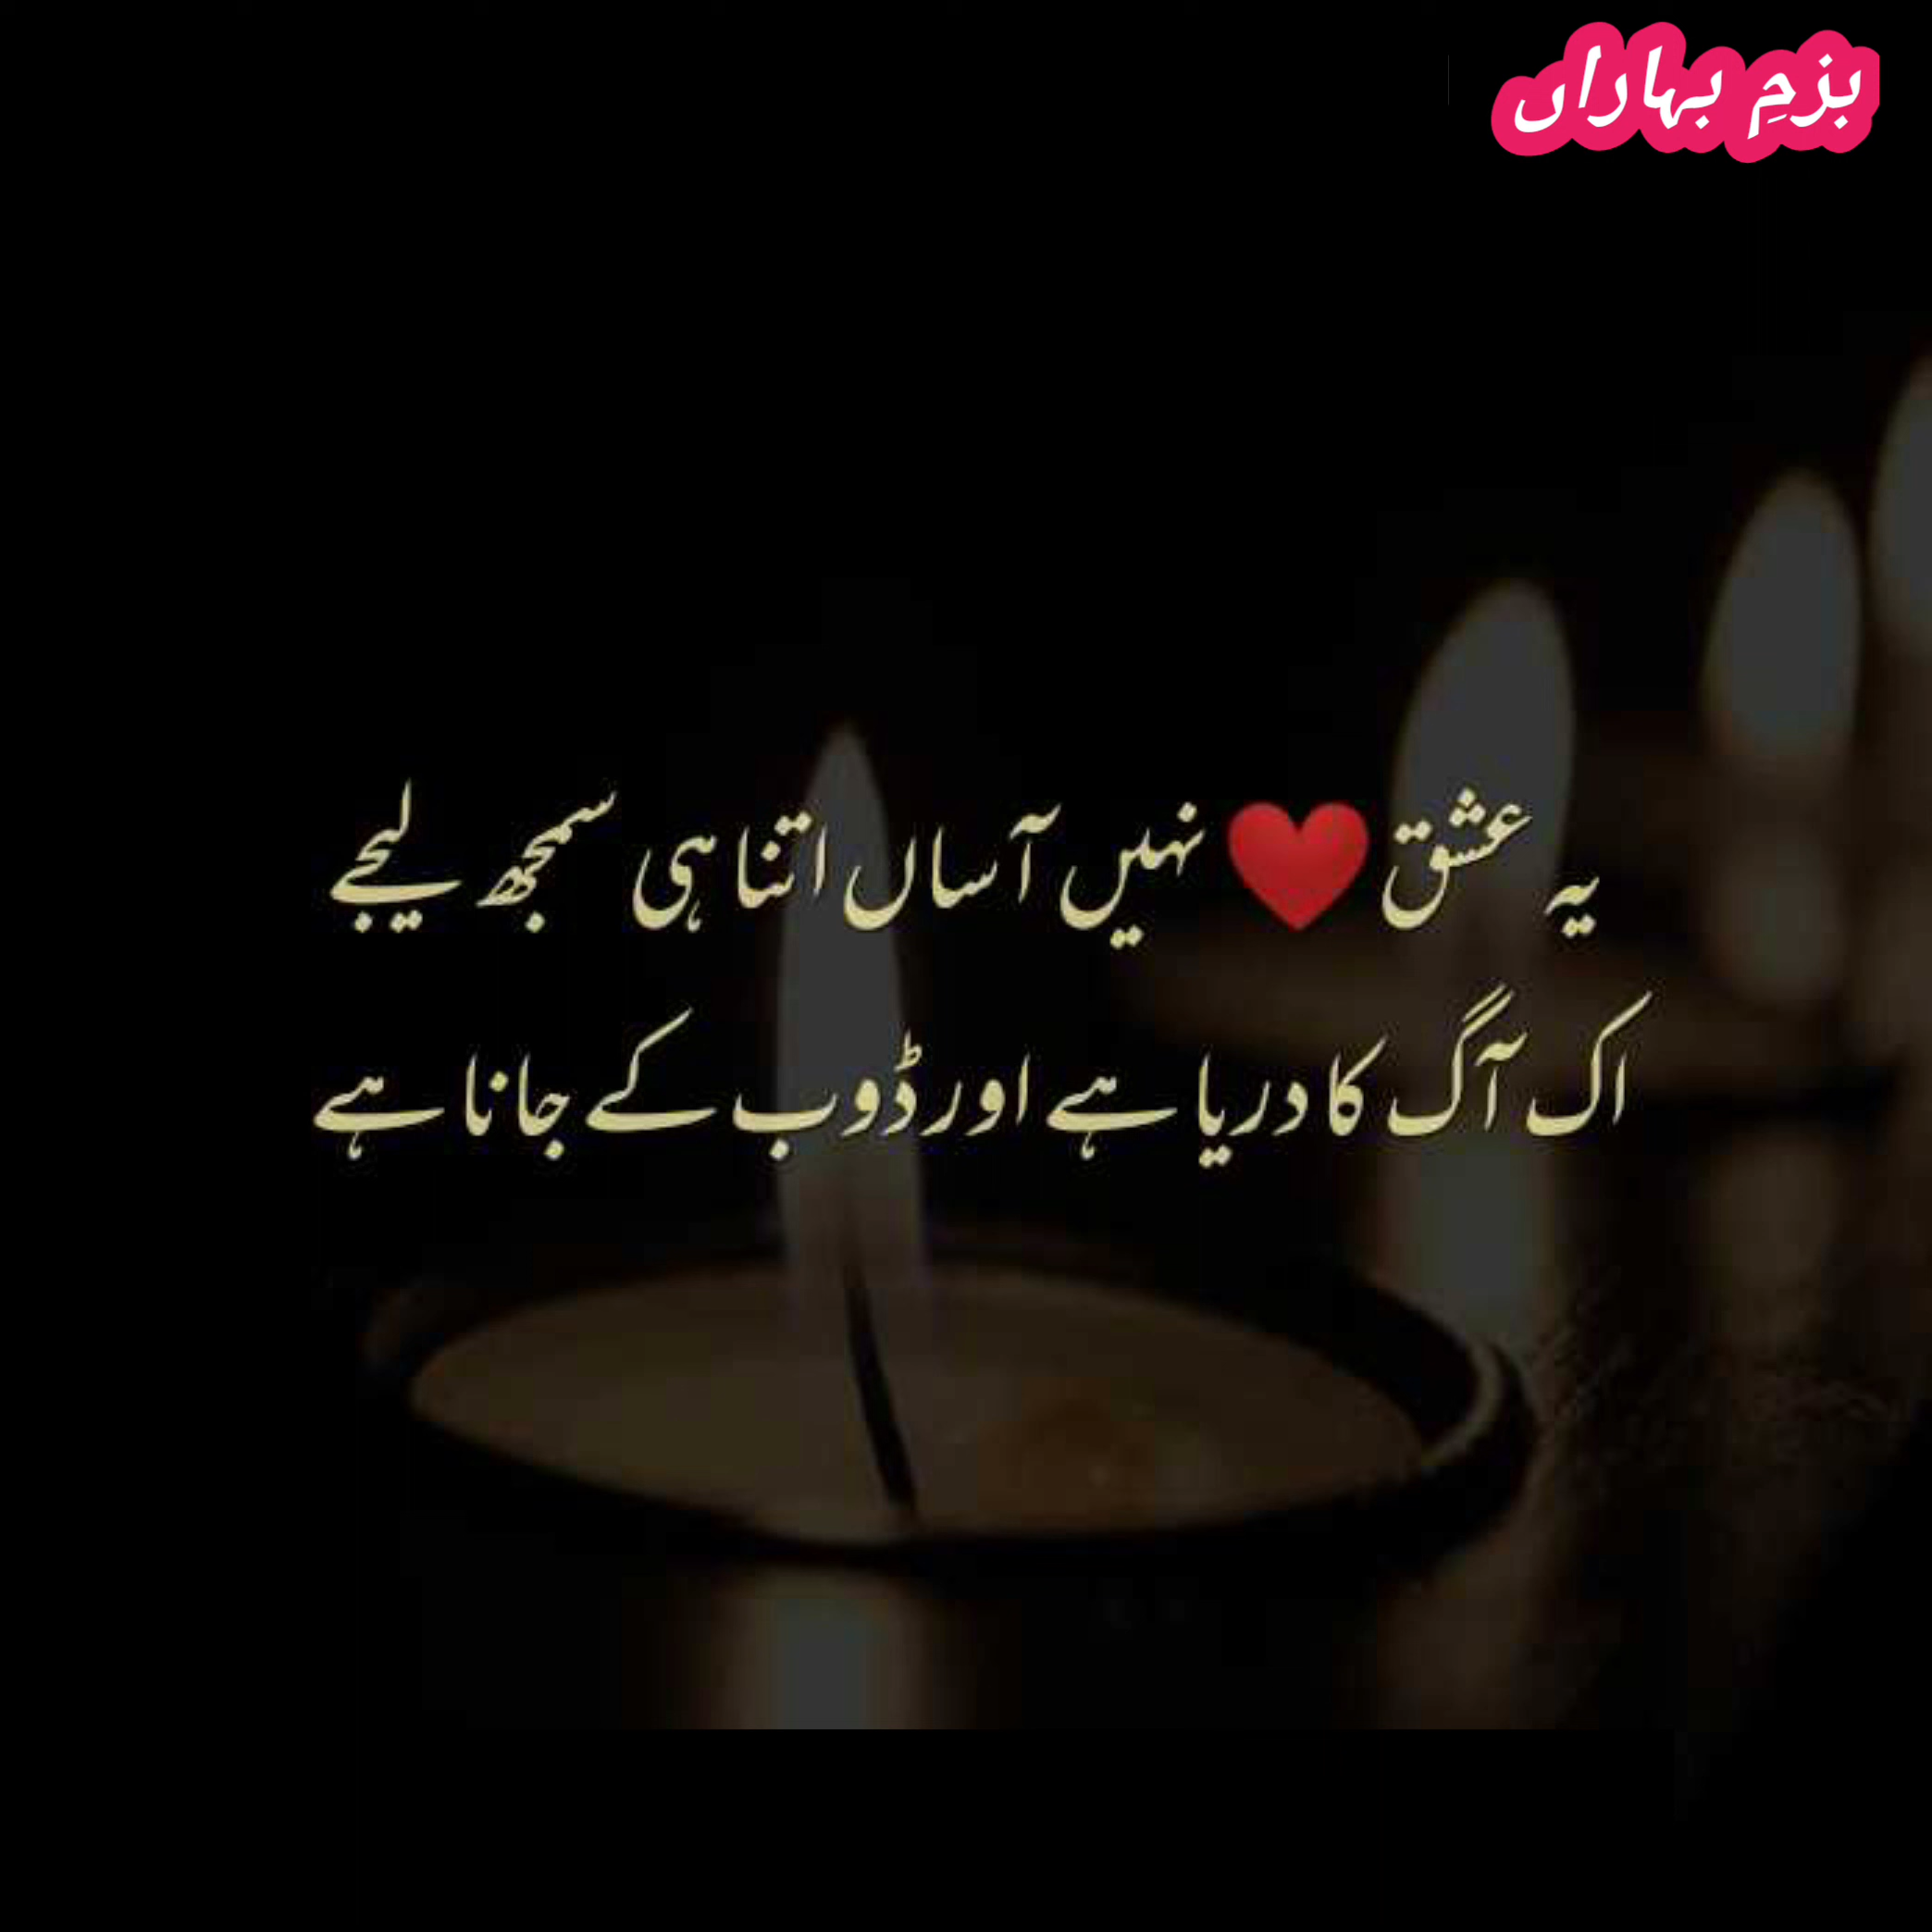 بزمِ بہاراں
یہ عشق ❤ نہیں آساں اتنا ہی سمجھ لیجے
اک آگ کا دریا ہے اور ڈوب کے جانا ہے